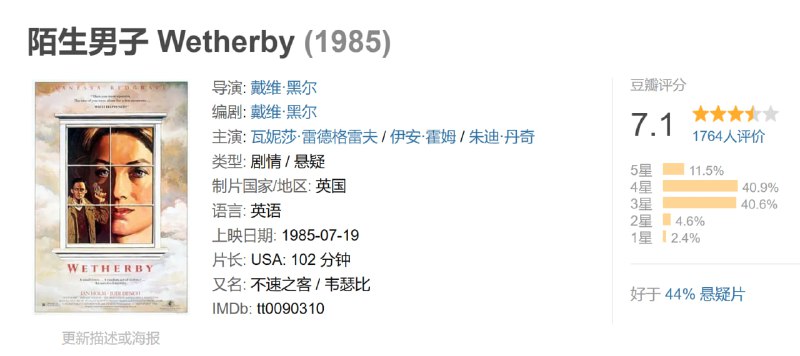 陌生男子 Wetherby (1985)
VANESSA REDGRAVE
WETHERBY
IAN HOLM · JUDI DENCH
更新描述或海报
导演: 戴维·黑尔
编剧: 戴维·黑尔
主演: 瓦妮莎·雷德格雷夫 / 伊安·霍姆 / 朱迪·丹奇
类型: 剧情 / 悬疑
制片国家/地区: 英国
语言: 英语
上映日期: 1985-07-19
片长: USA: 102 分钟
又名: 不速之客 / 韦瑟比
IMDb: tt0090310
豆瓣评分
7.1
1764人评价
5星 11.5%
4星 40.9%
3星 40.6%
2星 4.6%
1星 2.4%
好于 44% 悬疑片